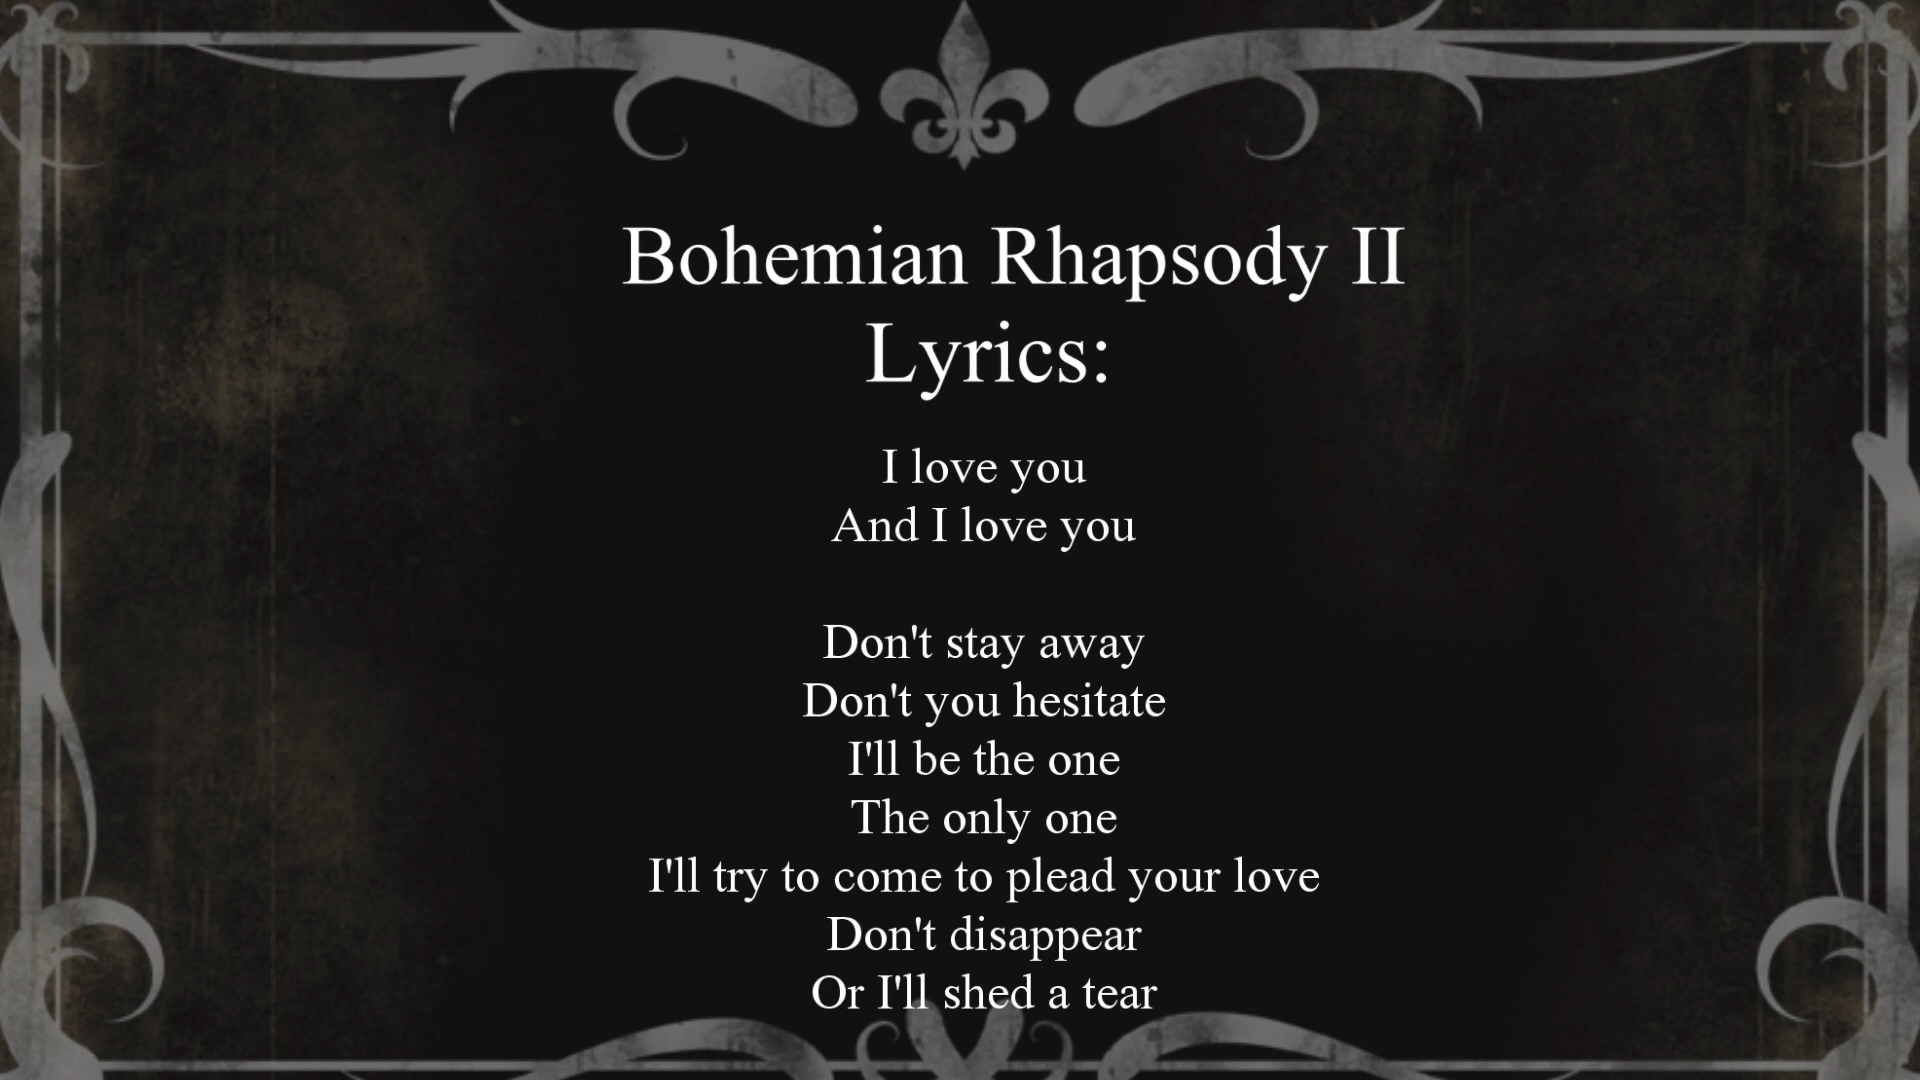 Bohemian Rhapsody II
Lyrics:
I love you
And I love you
Don't stay away
Don't you hesitate
I'll be the one
The only one
I'll try to come to plead your love
Don't disappear
Or I'll shed a tear